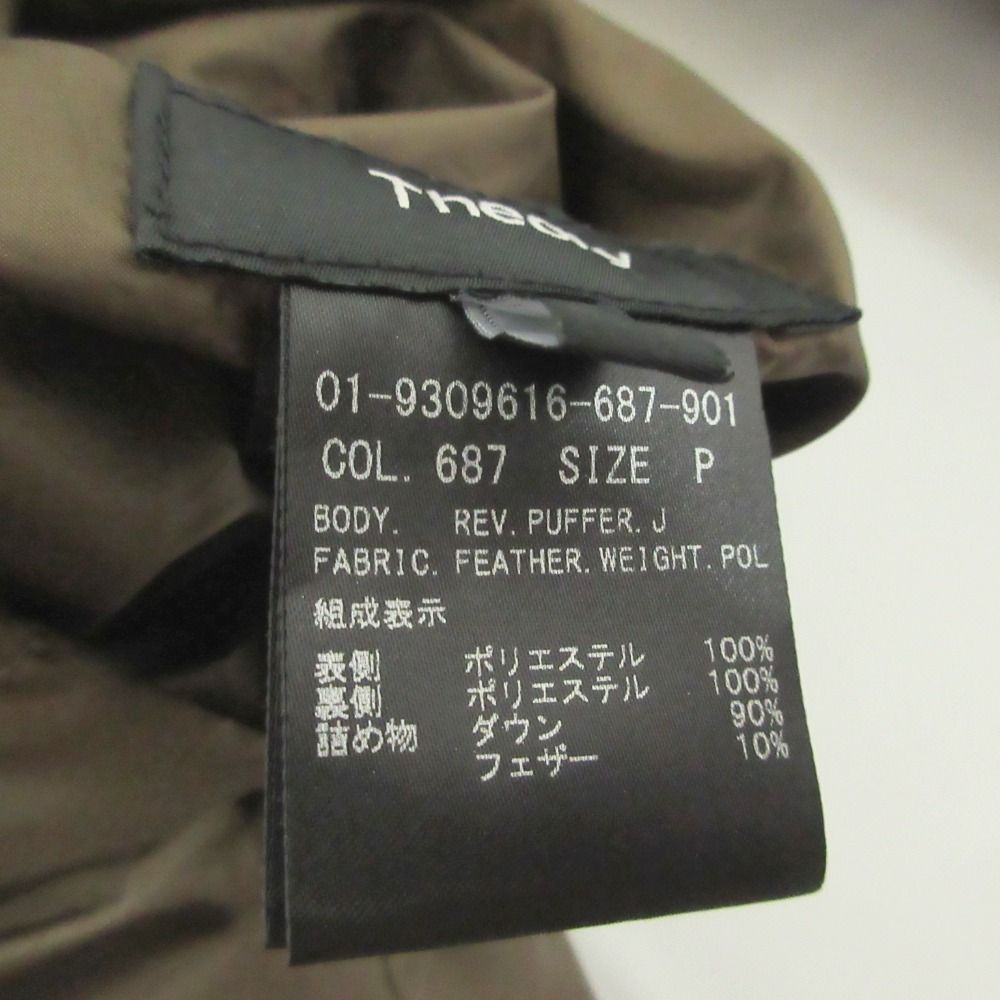 Theory
01-9309616-687-901
COL. 687 SIZE P
BODY. REV.PUFFER.J
FABRIC. FEATHER.WEIGHT.POL
組成表示
表側 ポリエステル 100%
裏側 ポリエステル 100%
詰め物 ダウン 90%
フェザー 10%